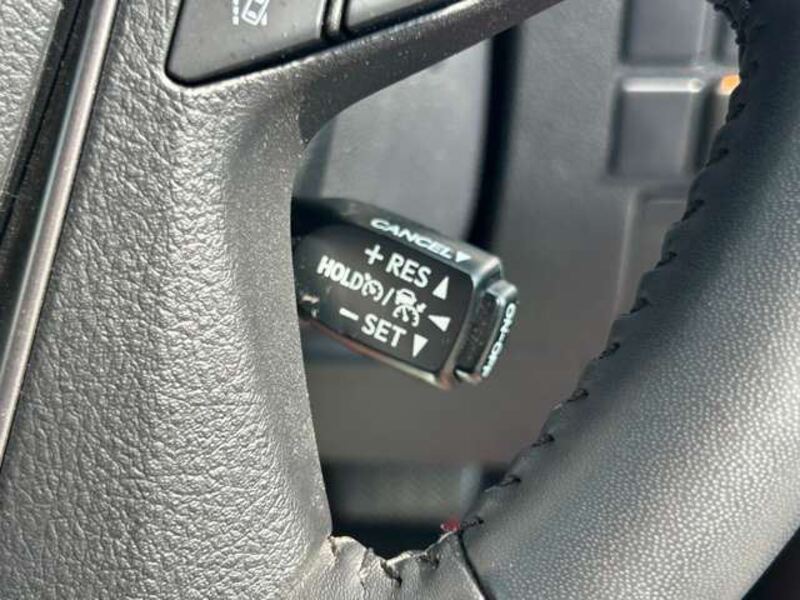 CANCEL
+ RES
HOLD /
- SET
ON-OFF